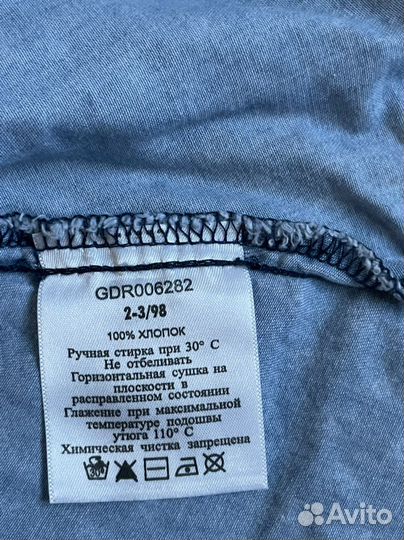 GDR006282
2-3/98
100% ХЛОПОК
Ручная стирка при 30° С
Не отбеливать
Горизонтальная сушка на
плоскости в
расправленном состоянии
Глажение при максимальной
температуре подошвы
утюга 110° С
Химическая чистка запрещена
Avito